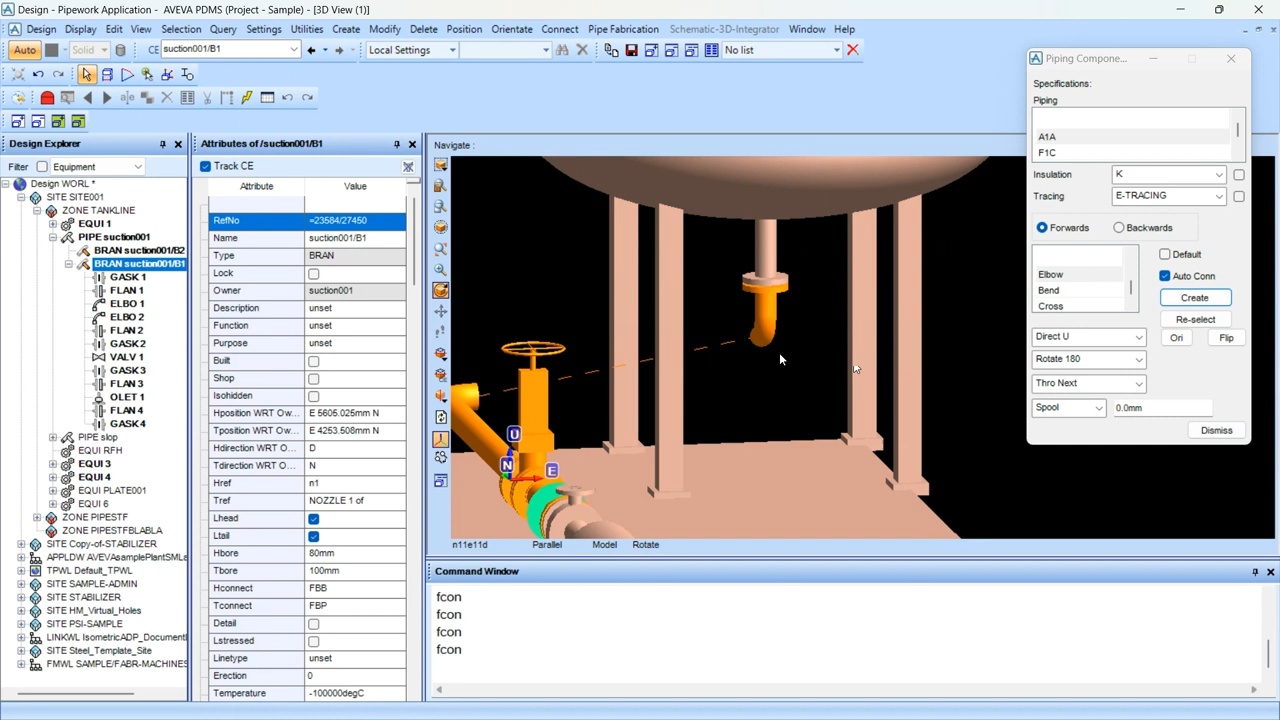 Design - Pipework Application - AVEVA PDMS (Project - Sample) - [3D View (1)]
Design Display Edit View Selection Query Settings Utilities Create Modify Delete Position Orientate Connect Pipe Fabrication Schematic-3D-Integrator Window Help
Auto Solid CE suction001/B1 Local Settings No list
Design Explorer
Filter Equipment
Design WORL *
SITE SITE001
ZONE TANKLINE
EQUI 1
PIPE suction001
BRAN suction001/B2
BRAN suction001/B1
GASK 1
FLAN 1
ELBO 1
ELBO 2
FLAN 2
GASK 2
VALV 1
GASK 3
FLAN 3
OLET 1
FLAN 4
GASK 4
PIPE slop
EQUI RFH
EQUI 3
EQUI 4
EQUI PLATE001
EQUI 6
ZONE PIPESTF
ZONE PIPESTFBLABLA
SITE Copy-of-STABILIZER
APPLDW AVEVAsamplePlantSMLa
TPWL Default_TPWL
SITE SAMPLE-ADMIN
SITE STABILIZER
SITE HM_Virtual_Holes
SITE PSI-SAMPLE
LINKWL IsometricADP_Document
SITE Steel_Template_Site
FMWL SAMPLE/FABR-MACHINES
Attributes of /suction001/B1
Track CE
Attribute Value
RefNo =23584/27450
Name suction001/B1
Type BRAN
Lock
Owner suction001
Description unset
Function unset
Purpose unset
Built
Shop
Isohidden
Hposition WRT Ow... E 5605.025mm N
Tposition WRT Ow... E 4253.508mm N
Hdirection WRT O... D
Tdirection WRT O... N
Href n1
Tref NOZZLE 1 of
Lhead
Ltail
Hbore 80mm
Tbore 100mm
Hconnect FBB
Tconnect FBP
Detail
Lstressed
Linetype unset
Erection 0
Temperature -100000degC
Navigate :
U
N E
n11e11d Parallel Model Rotate
Command Window
fcon
fcon
fcon
fcon
Piping Compone...
Specifications:
Piping
A1A
F1C
Insulation K
Tracing E-TRACING
Forwards Backwards
Elbow
Bend
Cross
Default
Auto Conn
Create
Re-select
Direct U Ori Flip
Rotate 180
Thro Next
Spool 0.0mm
Dismiss